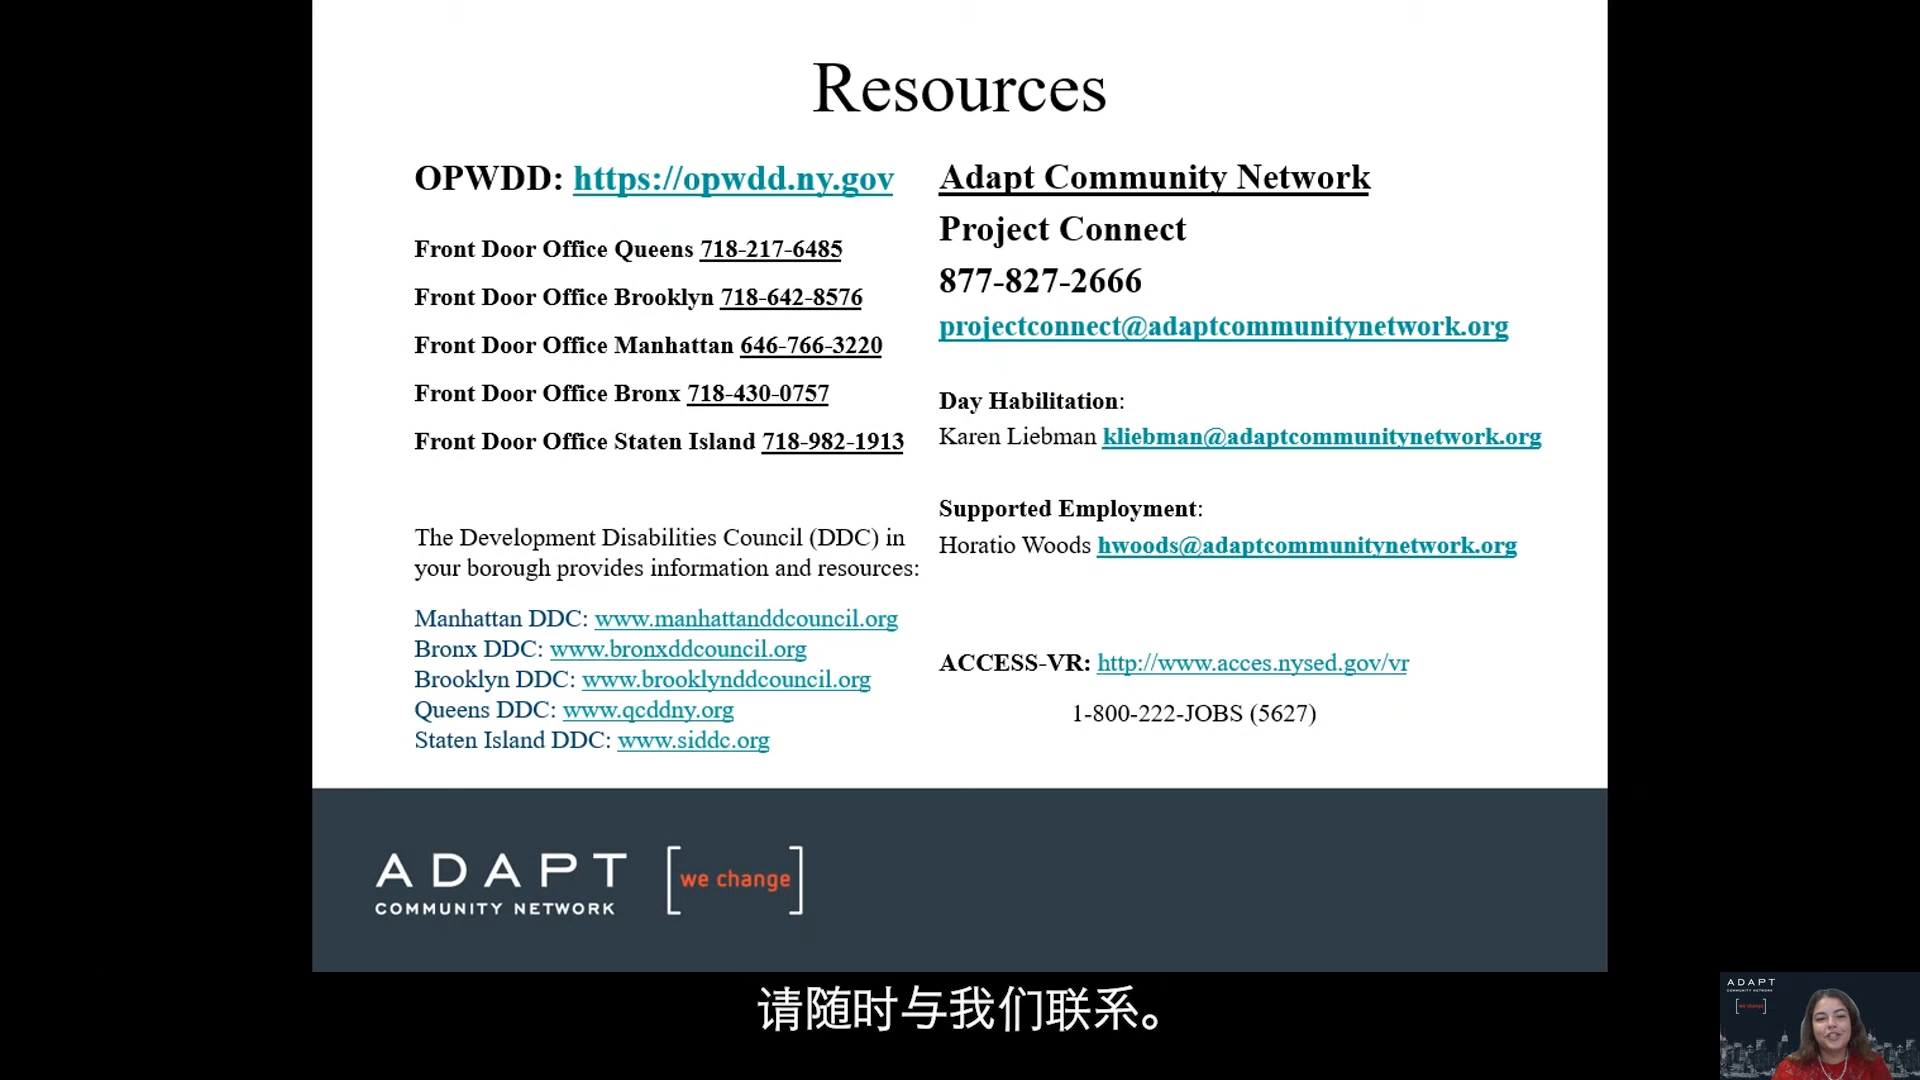 Resources
OPWDD: https://opwdd.ny.gov
Front Door Office Queens 718-217-6485
Front Door Office Brooklyn 718-642-8576
Front Door Office Manhattan 646-766-3220
Front Door Office Bronx 718-430-0757
Front Door Office Staten Island 718-982-1913
The Development Disabilities Council (DDC) in
your borough provides information and resources:
Manhattan DDC: www.manhattanddcouncil.org
Bronx DDC: www.bronxddcouncil.org
Brooklyn DDC: www.brooklynddcouncil.org
Queens DDC: www.qcddny.org
Staten Island DDC: www.siddc.org
Adapt Community Network
Project Connect
877-827-2666
projectconnect@adaptcommunitynetwork.org
Day Habilitation:
Karen Liebman kliebman@adaptcommunitynetwork.org
Supported Employment:
Horatio Woods hwoods@adaptcommunitynetwork.org
ACCESS-VR: http://www.acces.nysed.gov/vr
1-800-222-JOBS (5627)
ADAPT
COMMUNITY NETWORK
[we change]
请随时与我们联系。
ADAPT
COMMUNITY NETWORK
[we change]